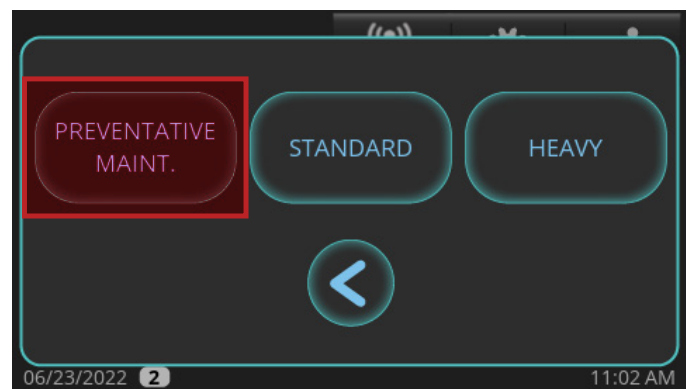 PREVENTATIVE
MAINT.
STANDARD
HEAVY
06/23/2022 2
11:02 AM